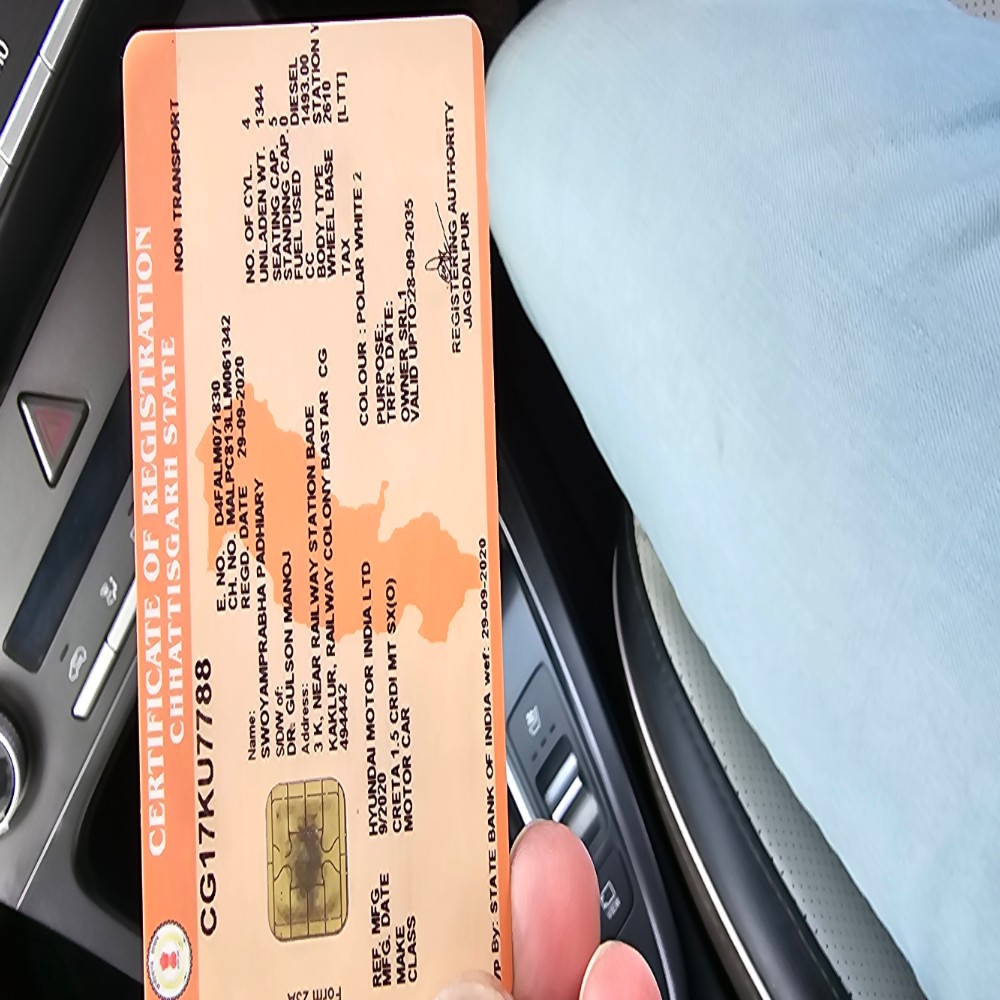 CERTIFICATE OF REGISTRATION
CHHATTISGARH STATE
NON TRANSPORT
CG17KU7788
E. NO. D4FALM071830
CH. NO. MALPC813LLM061342
REGD. DATE 29-09-2020
Name:
SWOYAMPRABHA PADHIARY
SDW of:
DR. GULSON MANOJ
Address:
3 K, NEAR RAILWAY STATION BADE
KAKLUR, RAILWAY COLONY BASTAR CG
494442
NO. OF CYL. 4
UNLADEN WT. 1344
SEATING CAP. 5
STANDING CAP. 0
FUEL USED DIESEL
CC 1493.00
BODY TYPE STATION
WHEEL BASE 2610
TAX [LTT]
REF. MFG HYUNDAI MOTOR INDIA LTD
MFG. DATE 9/2020
MAKE CRETA 1.5 CRDI MT SX(O)
CLASS MOTOR CAR
COLOUR : POLAR WHITE 2
PURPOSE:
TRFR. DATE:
OWNER SRL.1
VALID UPTO:28-09-2035
REGISTERING AUTHORITY
JAGDALPUR
By: STATE BANK OF INDIA wef: 29-09-2020